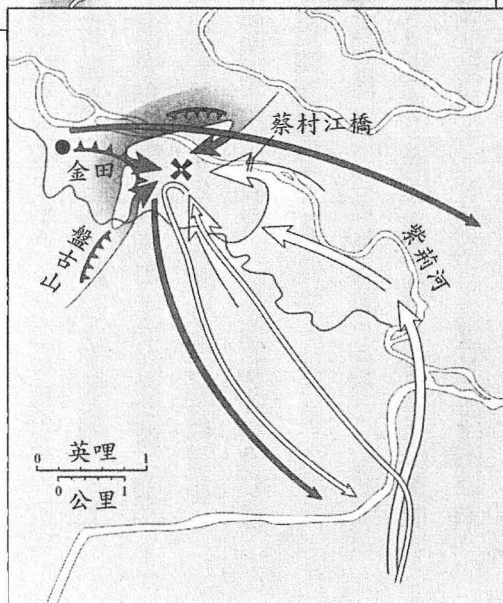 蔡村江橋
金田
盤古山
紫荊河
0 英哩 1
0 公里 1